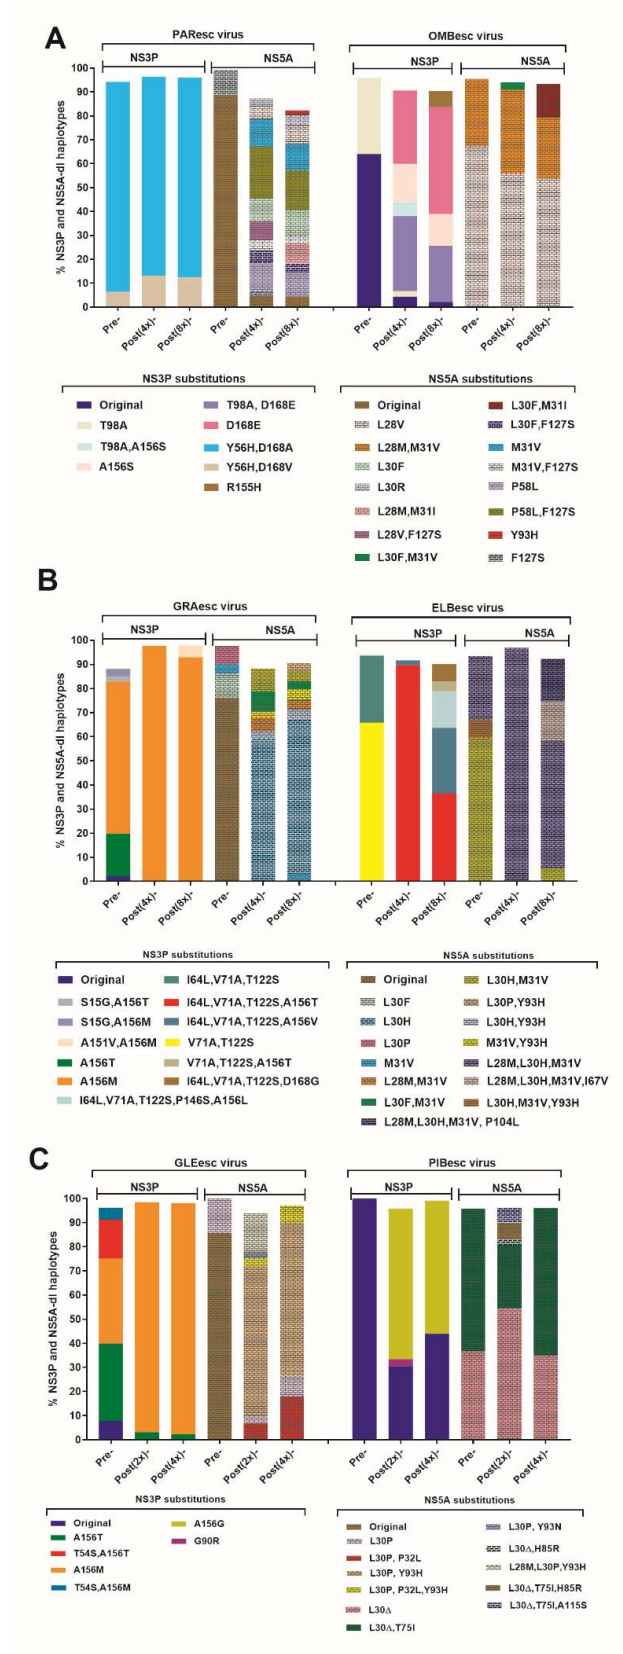 A
PAResc virus
OMBesc virus
NS3P
NS5A
NS3P
NS5A
% NS3P and NS5A-dI haplotypes
100
90
80
70
60
50
40
30
20
10
0
Pre-
Post(4x)-
Post(8x)-
Pre-
Post(4x)-
Post(8x)-
Pre-
Post(4x)-
Post(8x)-
Pre-
Post(4x)-
Post(8x)-
NS3P substitutions
Original
T98A
T98A,A156S
A156S
T98A, D168E
D168E
Y56H,D168A
Y56H,D168V
R155H
NS5A substitutions
Original
L28V
L28M,M31V
L30F
L30R
L28M,M31I
L28V,F127S
L30F,M31V
L30F,M31I
L30F,F127S
M31V
M31V,F127S
P58L
P58L,F127S
Y93H
F127S
B
GRAesc virus
ELBesc virus
NS3P
NS5A
NS3P
NS5A
% NS3P and NS5A-dI haplotypes
100
90
80
70
60
50
40
30
20
10
0
Pre-
Post(4x)-
Post(8x)-
Pre-
Post(4x)-
Post(8x)-
Pre-
Post(4x)-
Post(8x)-
Pre-
Post(4x)-
Post(8x)-
NS3P substitutions
Original
S15G,A156T
S15G,A156M
A151V,A156M
A156T
A156M
I64L,V71A,T122S,P146S,A156L
I64L,V71A,T122S
I64L,V71A,T122S,A156T
I64L,V71A,T122S,A156V
V71A,T122S
V71A,T122S,A156T
I64L,V71A,T122S,D168G
NS5A substitutions
Original
L30F
L30H
L30P
M31V
L28M,M31V
L30F,M31V
L28M,L30H,M31V, P104L
L30H,M31V
L30P,Y93H
L30H,Y93H
M31V,Y93H
L28M,L30H,M31V
L28M,L30H,M31V,I67V
L30H,M31V,Y93H
C
GLEesc virus
PIBesc virus
NS3P
NS5A
NS3P
NS5A
% NS3P and NS5A-dI haplotypes
100
90
80
70
60
50
40
30
20
10
0
Pre-
Post(2x)-
Post(4x)-
Pre-
Post(2x)-
Post(4x)-
Pre-
Post(2x)-
Post(4x)-
Pre-
Post(2x)-
Post(4x)-
NS3P substitutions
Original
A156T
T54S,A156T
A156M
T54S,A156M
A156G
G90R
NS5A substitutions
Original
L30P
L30P, P32L
L30P, Y93H
L30P, P32L,Y93H
L30Δ
L30Δ,T75I
L30P, Y93N
L30Δ,H85R
L28M,L30P,Y93H
L30Δ,T75I,H85R
L30Δ,T75I,A115S